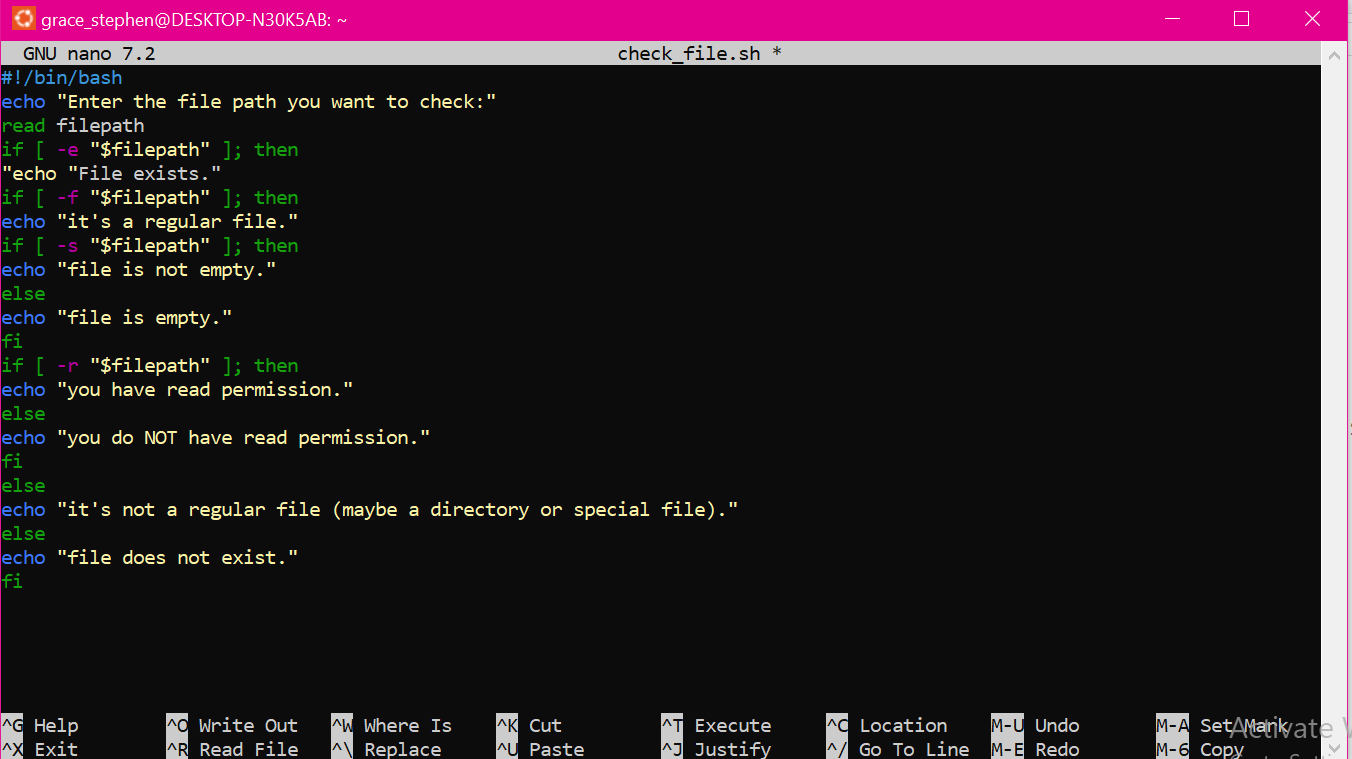 grace_stephen@DESKTOP-N30K5AB: ~
GNU nano 7.2 check_file.sh *
#!/bin/bash
echo "Enter the file path you want to check:"
read filepath
if [ -e "$filepath" ]; then
"echo "File exists."
if [ -f "$filepath" ]; then
echo "it's a regular file."
if [ -s "$filepath" ]; then
echo "file is not empty."
else
echo "file is empty."
fi
if [ -r "$filepath" ]; then
echo "you have read permission."
else
echo "you do NOT have read permission."
fi
else
echo "it's not a regular file (maybe a directory or special file)."
else
echo "file does not exist."
fi
^G Help ^O Write Out ^W Where Is ^K Cut ^T Execute ^C Location M-U Undo M-A Set Mark
^X Exit ^R Read File ^\ Replace ^U Paste ^J Justify ^/ Go To Line M-E Redo M-6 Copy
Activate